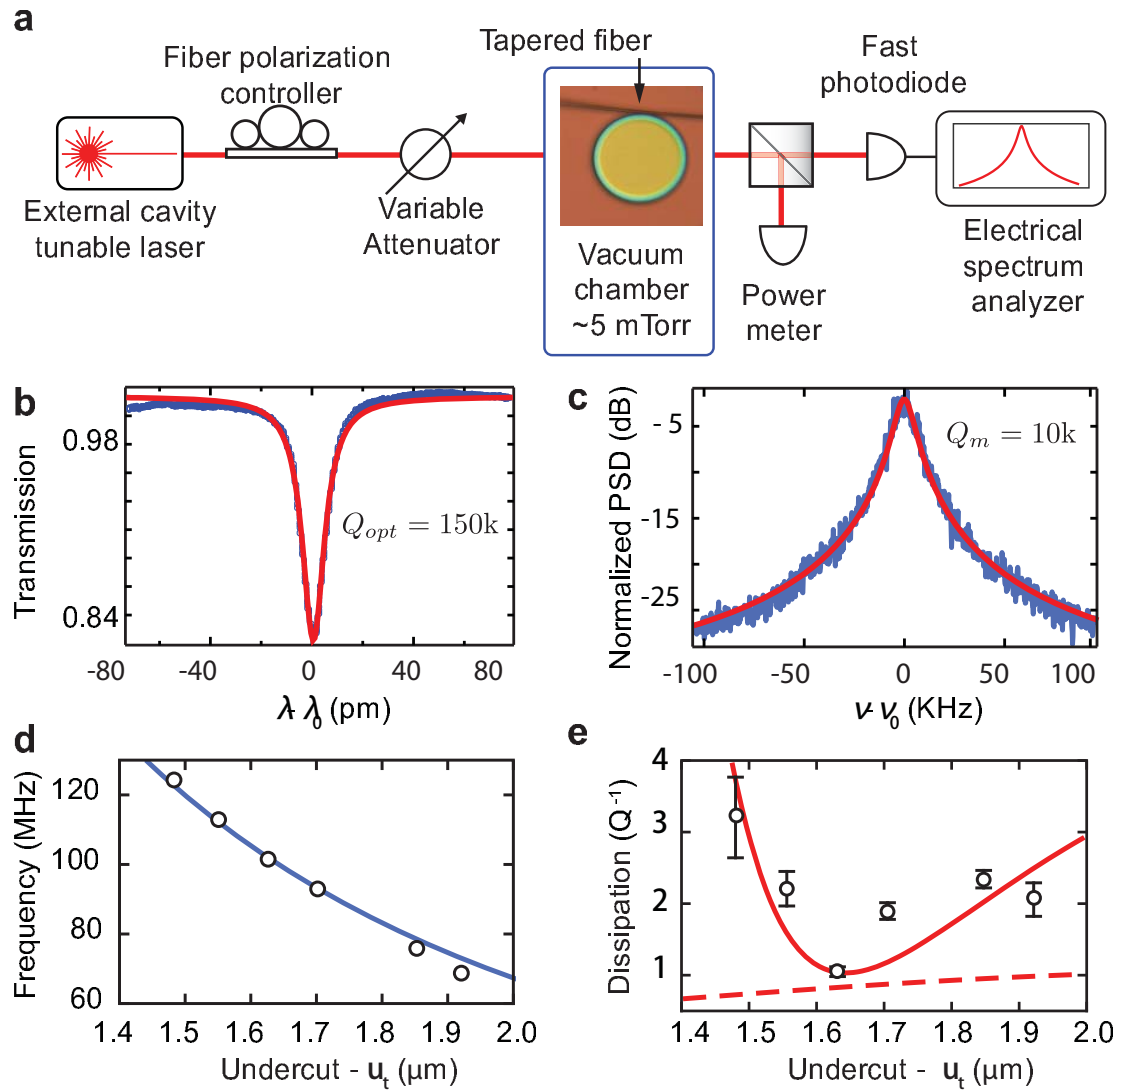 a
Fiber polarization
controller
Tapered fiber
Fast
photodiode
External cavity
tunable laser
Variable
Attenuator
Vacuum
chamber
~5 mTorr
Power
meter
Electrical
spectrum
analyzer
b
Transmission
0.98
0.84
Q_opt = 150k
-80
-40
0
40
80
λ- λ₀ (pm)
c
Normalized PSD (dB)
- 5
-15
-25
Q_m = 10k
-100
-50
0
50
100
ν- ν₀ (KHz)
d
Frequency (MHz)
120
100
80
60
1.4
1.5
1.6
1.7
1.8
1.9
2.0
Undercut - uₜ (μm)
e
Dissipation (Q⁻¹)
4
3
2
1
1.4
1.5
1.6
1.7
1.8
1.9
2.0
Undercut - uₜ (μm)